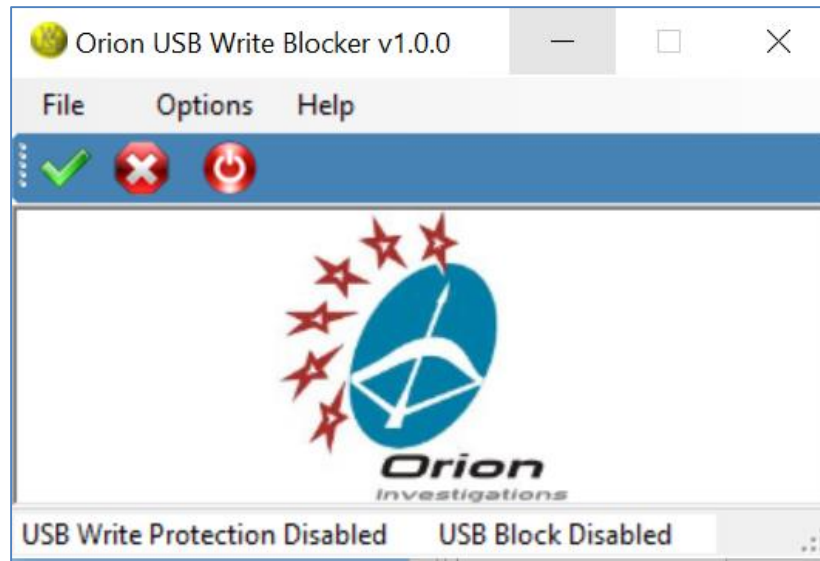 Orion USB Write Blocker v1.0.0
File Options Help
Orion
Investigations
USB Write Protection Disabled USB Block Disabled